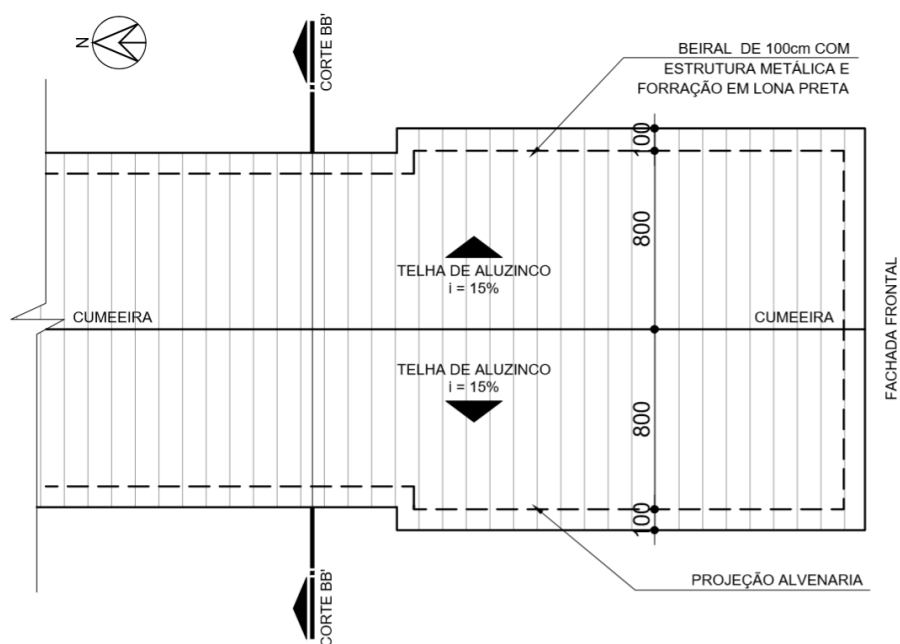 N
CORTE BB'
BEIRAL DE 100cm COM
ESTRUTURA METÁLICA E
FORRAÇÃO EM LONA PRETA
100
800
TELHA DE ALUZINCO
i = 15%
CUMEEIRA
CUMEEIRA
FACHADA FRONTAL
TELHA DE ALUZINCO
i = 15%
800
100
PROJEÇÃO ALVENARIA
CORTE BB'